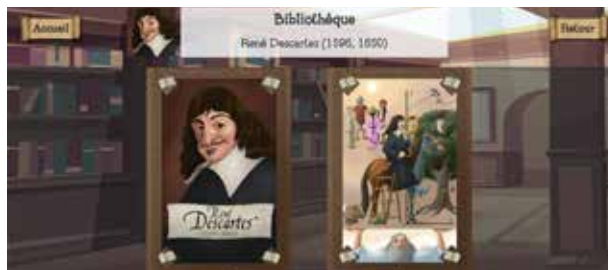 Accueil
Bibliothèque
René Descartes (1596, 1650)
Retour
René
Descartes